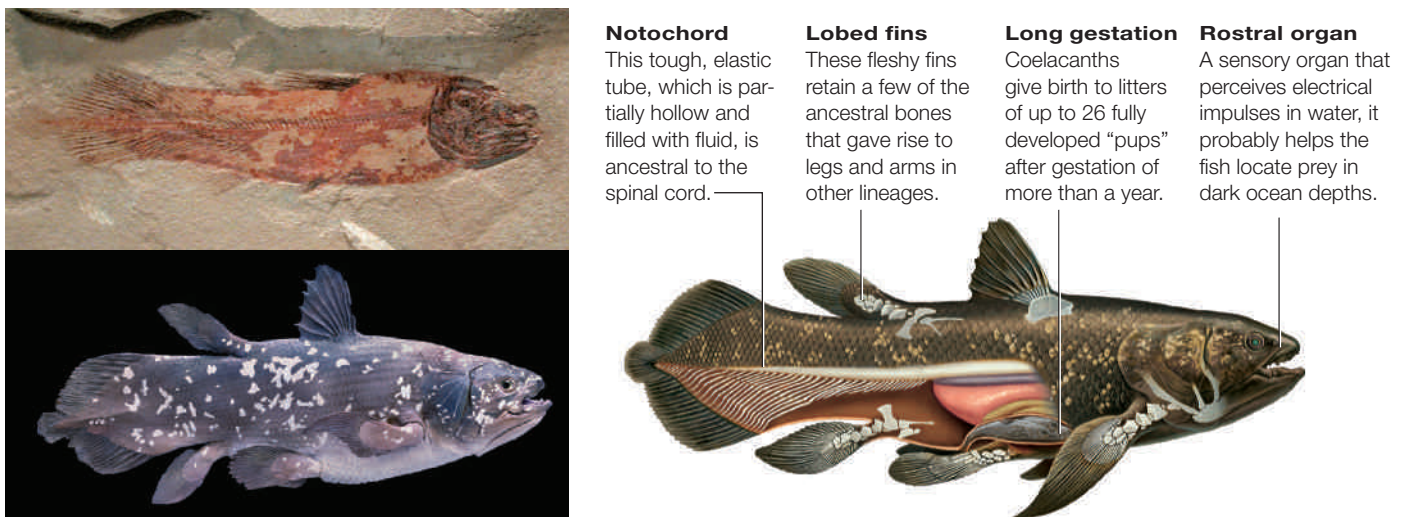 Notochord
This tough, elastic
tube, which is par-
tially hollow and
filled with fluid, is
ancestral to the
spinal cord.
Lobed fins
These fleshy fins
retain a few of the
ancestral bones
that gave rise to
legs and arms in
other lineages.
Long gestation
Coelacanths
give birth to litters
of up to 26 fully
developed “pups”
after gestation of
more than a year.
Rostral organ
A sensory organ that
perceives electrical
impulses in water, it
probably helps the
fish locate prey in
dark ocean depths.